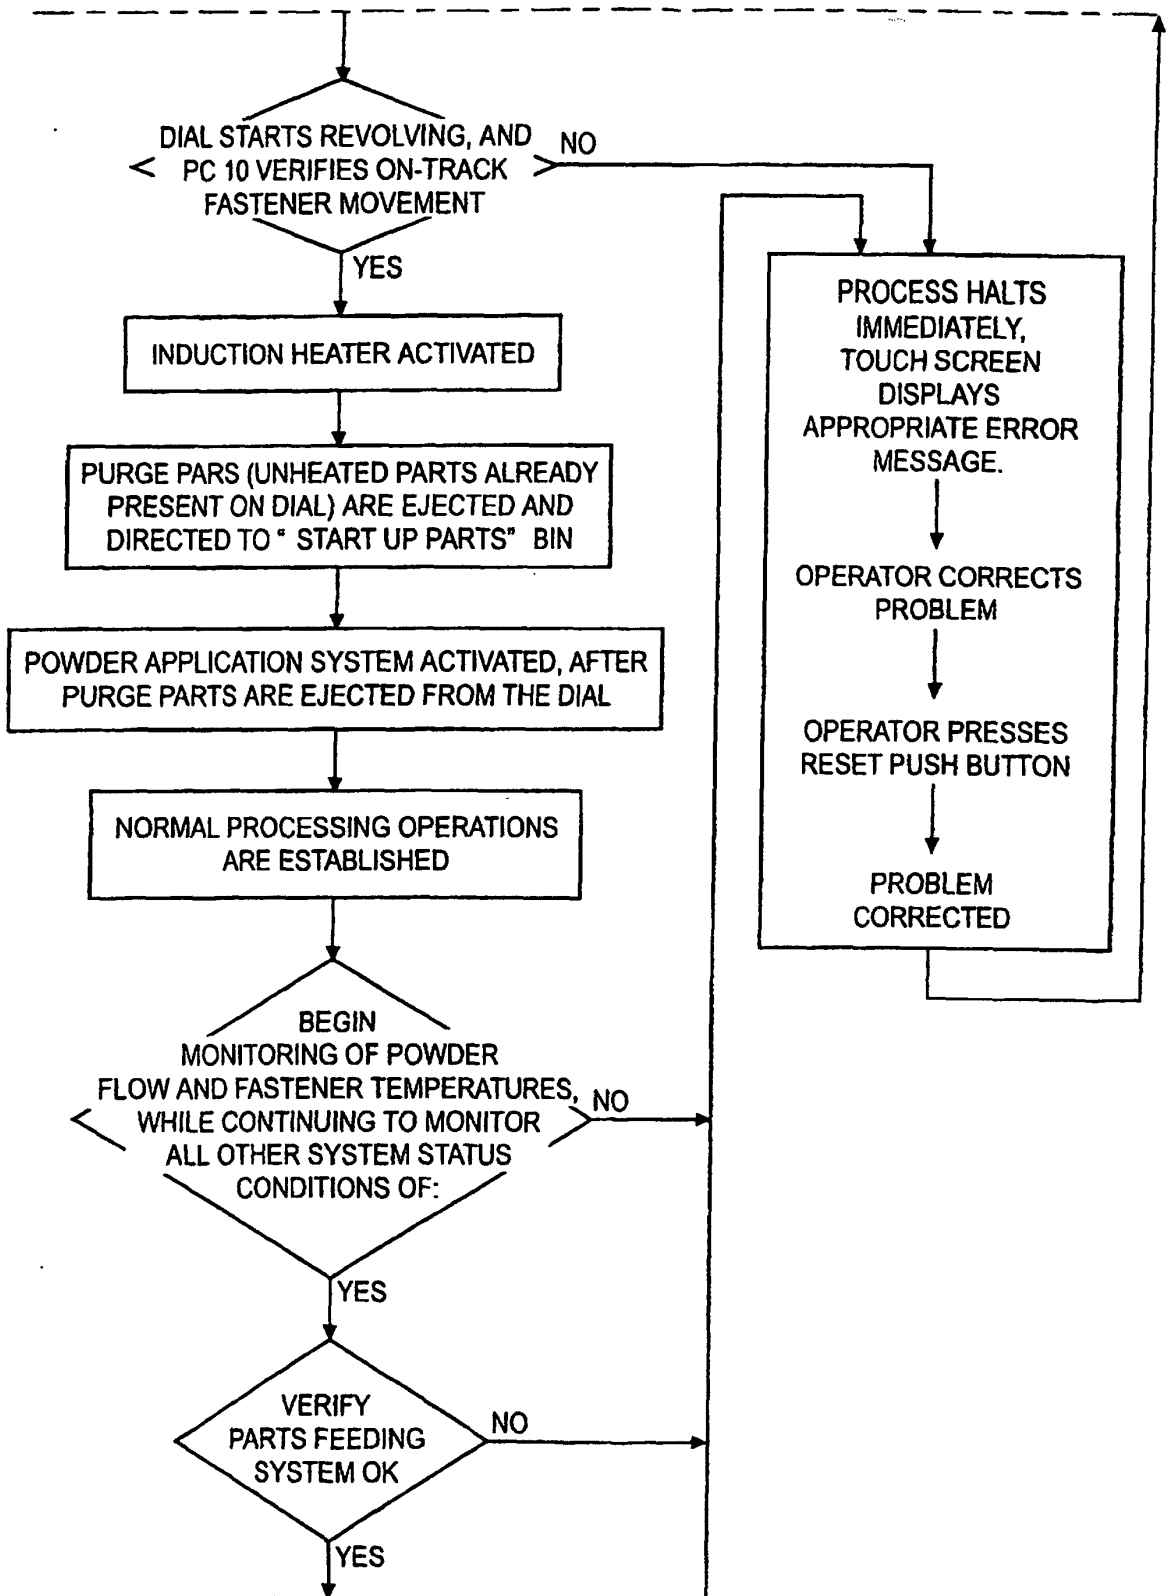 DIAL STARTS REVOLVING, AND
PC 10 VERIFIES ON-TRACK
FASTENER MOVEMENT
NO
YES
INDUCTION HEATER ACTIVATED
PURGE PARS (UNHEATED PARTS ALREADY
PRESENT ON DIAL) ARE EJECTED AND
DIRECTED TO “ START UP PARTS” BIN
POWDER APPLICATION SYSTEM ACTIVATED, AFTER
PURGE PARTS ARE EJECTED FROM THE DIAL
NORMAL PROCESSING OPERATIONS
ARE ESTABLISHED
BEGIN
MONITORING OF POWDER
FLOW AND FASTENER TEMPERATURES,
WHILE CONTINUING TO MONITOR
ALL OTHER SYSTEM STATUS
CONDITIONS OF:
NO
YES
VERIFY
PARTS FEEDING
SYSTEM OK
NO
YES
PROCESS HALTS
IMMEDIATELY,
TOUCH SCREEN
DISPLAYS
APPROPRIATE ERROR
MESSAGE.
OPERATOR CORRECTS
PROBLEM
OPERATOR PRESSES
RESET PUSH BUTTON
PROBLEM
CORRECTED